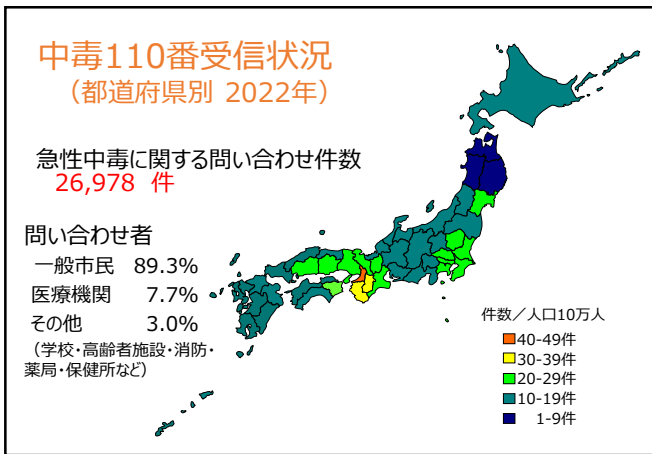 中毒110番受信状況
（都道府県別 2022年）
急性中毒に関する問い合わせ件数
26,978 件
問い合わせ者
一般市民 89.3%
医療機関 7.7%
その他 3.0%
（学校・高齢者施設・消防・
薬局・保健所など）
件数／人口10万人
40-49件
30-39件
20-29件
10-19件
1-9件